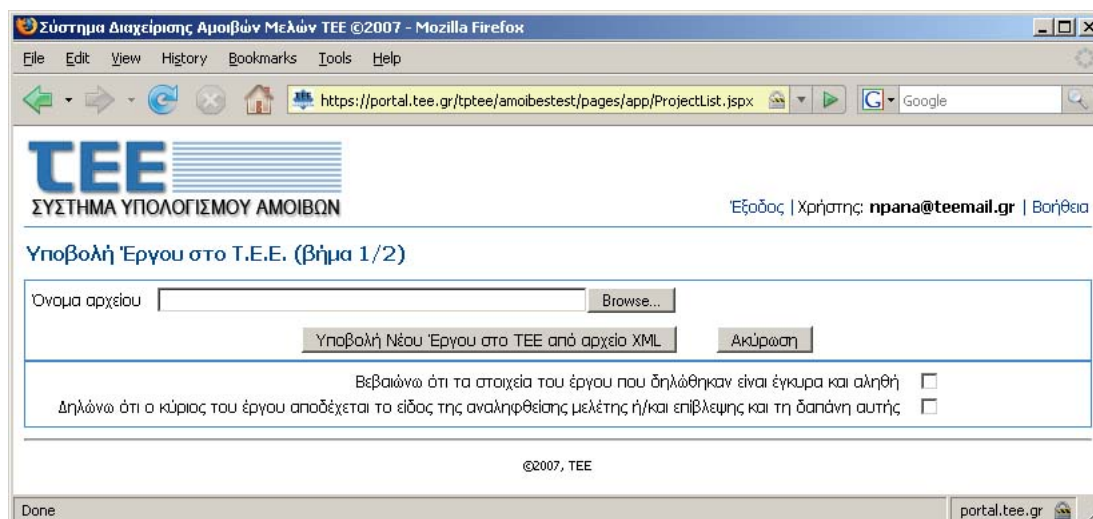 Σύστημα Διαχείρισης Αμοιβών Μελών ΤΕΕ ©2007 - Mozilla Firefox
File Edit View History Bookmarks Tools Help
https://portal.tee.gr/tptee/amoibestest/pages/app/ProjectList.jspx G Google
ΤΕΕ
ΣΥΣΤΗΜΑ ΥΠΟΛΟΓΙΣΜΟΥ ΑΜΟΙΒΩΝ
Έξοδος | Χρήστης: npana@teemail.gr | Βοήθεια
Υποβολή Έργου στο Τ.Ε.Ε. (βήμα 1/2)
Όνομα αρχείου Browse...
Υποβολή Νέου Έργου στο ΤΕΕ από αρχείο XML Ακύρωση
Βεβαιώνω ότι τα στοιχεία του έργου που δηλώθηκαν είναι έγκυρα και αληθή
Δηλώνω ότι ο κύριος του έργου αποδέχεται το είδος της αναληφθείσης μελέτης ή/και επίβλεψης και τη δαπάνη αυτής
©2007, ΤΕΕ
Done portal.tee.gr